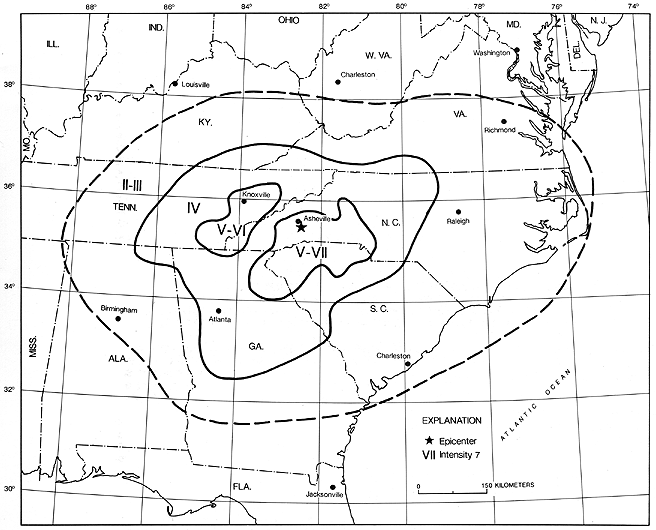 88° 86° 84° 82° 80° 78° 76° 74°
ILL. IND. OHIO MD. N. J.
W. VA. Washington DEL.
Charleston
Louisville
38°
KY. VA.
Richmond
MO.
II-III
36°
Knoxville
TENN. IV
Asheville N. C. Raleigh
V-VI
V-VII
34°
Birmingham Atlanta S. C.
GA.
MISS. ALA. Charleston
32°
ATLANTIC OCEAN
EXPLANATION
★ Epicenter
VII Intensity 7
0 150 KILOMETERS
30°
FLA.
Jacksonville